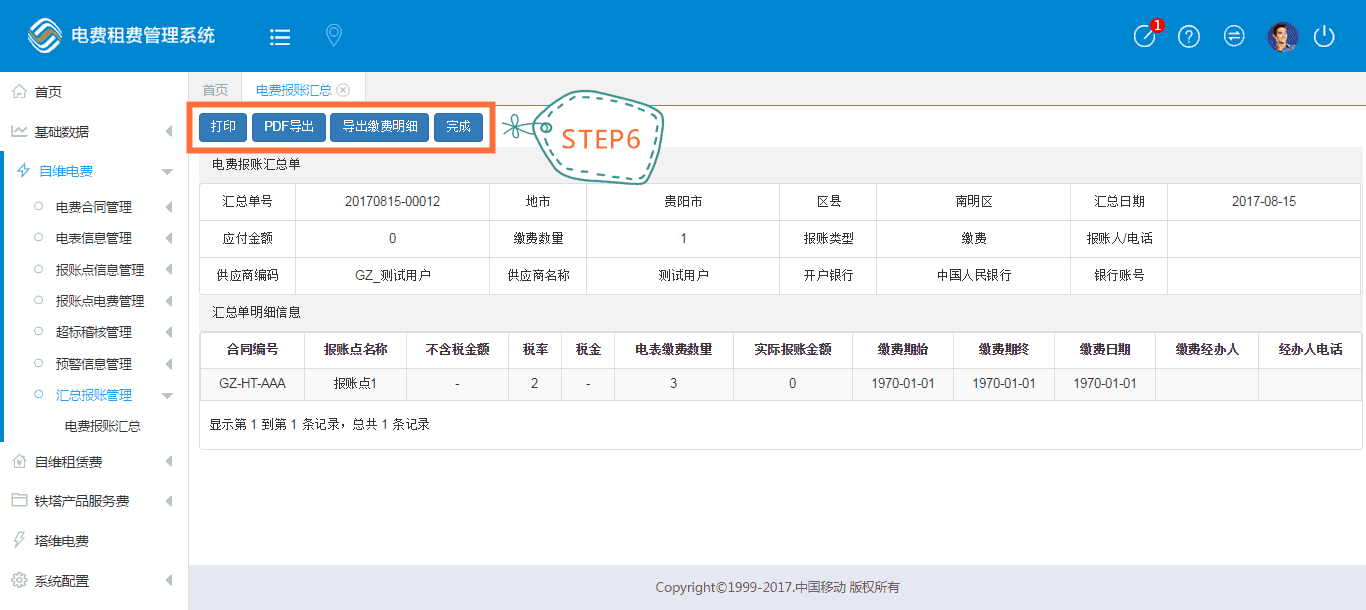 电费租费管理系统
1
首页
基础数据
自维电费
电费合同管理
电表信息管理
报账点信息管理
报账点电费管理
超标稽核管理
预警信息管理
汇总报账管理
电费报账汇总
自维租赁费
铁塔产品服务费
塔维电费
系统配置
首页 电费报账汇总
打印 PDF导出 导出缴费明细 完成
STEP6
电费报账汇总单
汇总单号 20170815-00012 地市 贵阳市 区县 南明区 汇总日期 2017-08-15
应付金额 0 缴费数量 1 报账类型 缴费 报账人/电话
供应商编码 GZ_测试用户 供应商名称 测试用户 开户银行 中国人民银行 银行账号
汇总单明细信息
合同编号 报账点名称 不含税金额 税率 税金 电表缴费数量 实际报账金额 缴费期始 缴费期终 缴费日期 缴费经办人 经办人电话
GZ-HT-AAA 报账点1 - 2 - 3 0 1970-01-01 1970-01-01 1970-01-01
显示第 1 到第 1 条记录，总共 1 条记录
Copyright©1999-2017.中国移动 版权所有